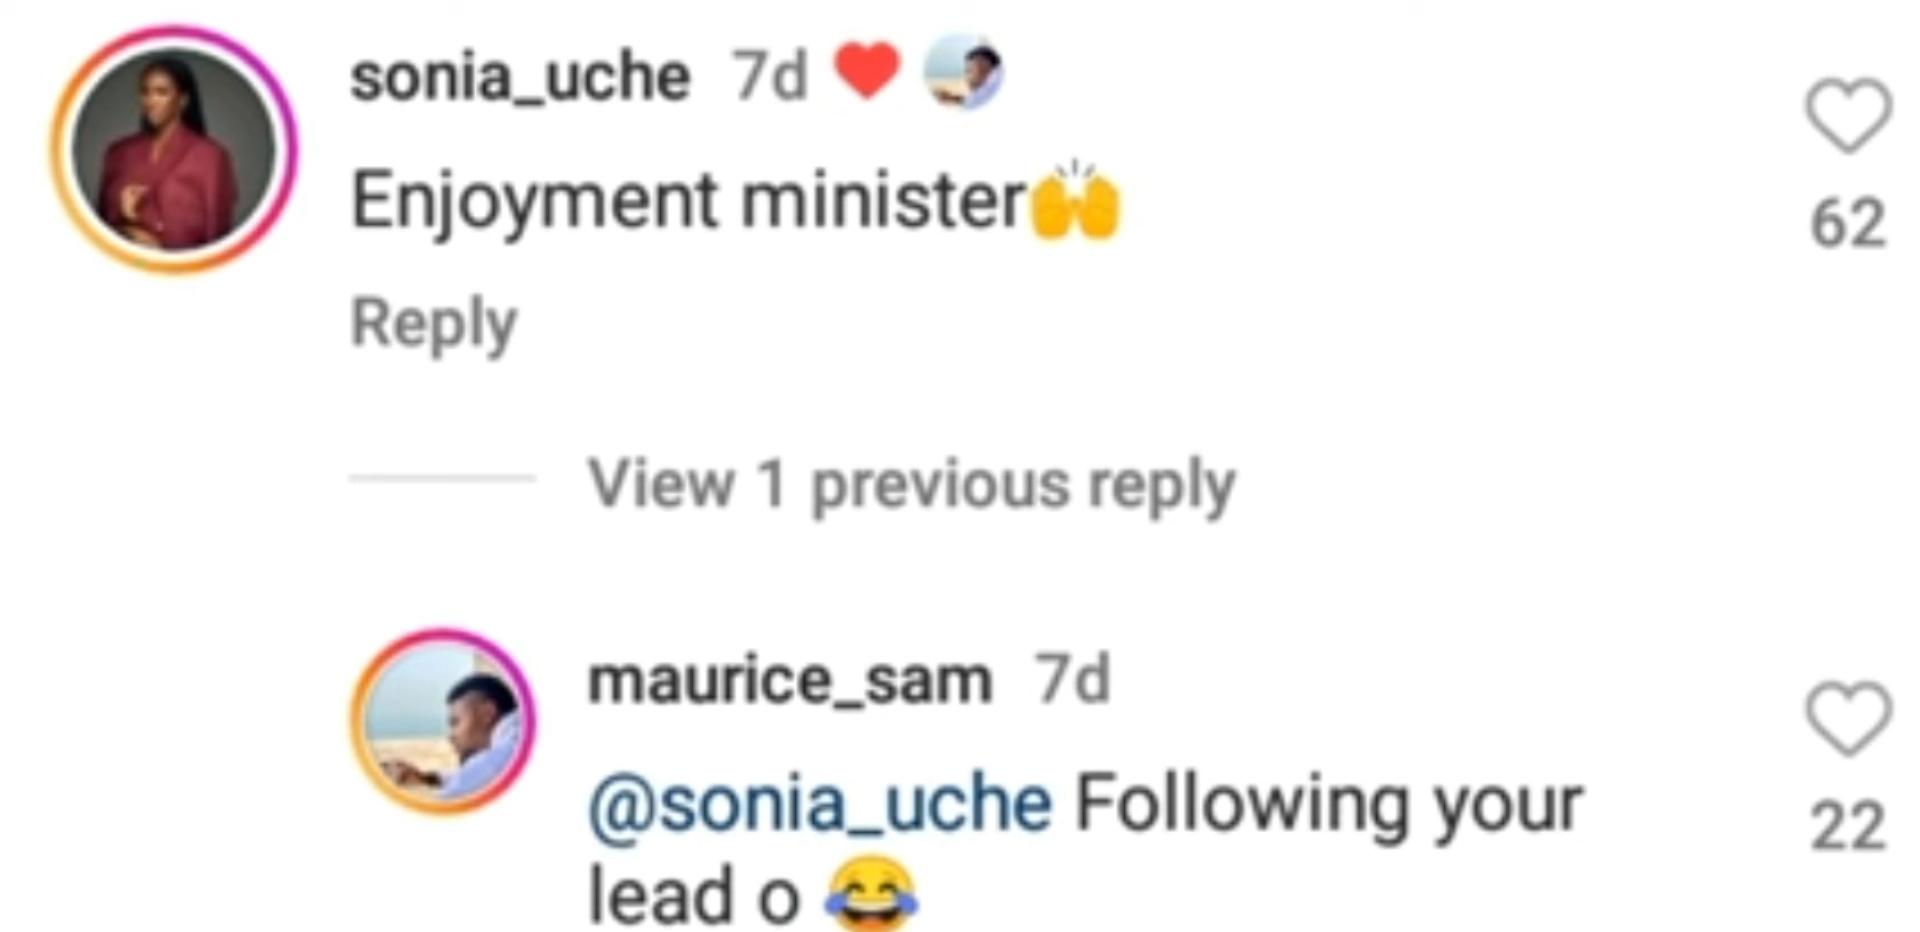 sonia_uche 7d ❤️
Enjoyment minister🙌
62
Reply
View 1 previous reply
maurice_sam 7d
@sonia_uche Following your
lead o 😂
22